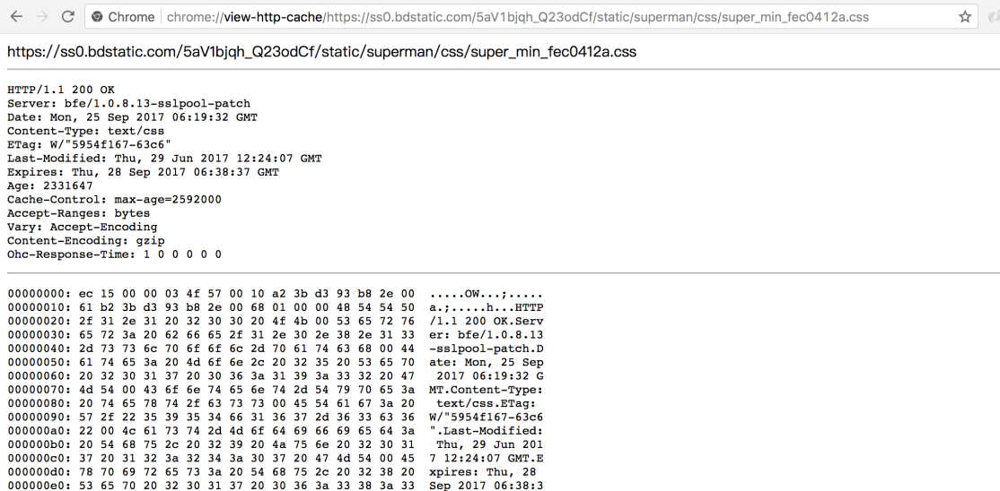 Chrome chrome://view-http-cache/https://ss0.bdstatic.com/5aV1bjqh_Q23odCf/static/superman/css/super_min_fec0412a.css
https://ss0.bdstatic.com/5aV1bjqh_Q23odCf/static/superman/css/super_min_fec0412a.css
HTTP/1.1 200 OK
Server: bfe/1.0.8.13-sslpool-patch
Date: Mon, 25 Sep 2017 06:19:32 GMT
Content-Type: text/css
ETag: W/"5954f167-63c6"
Last-Modified: Thu, 29 Jun 2017 12:24:07 GMT
Expires: Thu, 28 Sep 2017 06:38:37 GMT
Age: 2331647
Cache-Control: max-age=2592000
Accept-Ranges: bytes
Vary: Accept-Encoding
Content-Encoding: gzip
Ohc-Response-Time: 1 0 0 0 0 0
00000000: ec 15 00 00 03 4f 57 00 10 a2 3b d3 93 b8 2e 00  .....OW...;.....
00000010: 61 b2 3b d3 93 b8 2e 00 68 01 00 00 48 54 54 50  a.;.....h...HTTP
00000020: 2f 31 2e 31 20 32 30 30 20 4f 4b 00 53 65 72 76  /1.1 200 OK.Serv
00000030: 65 72 3a 20 62 66 65 2f 31 2e 30 2e 38 2e 31 33  er: bfe/1.0.8.13
00000040: 2d 73 73 6c 70 6f 6f 6c 2d 70 61 74 63 68 00 44  -sslpool-patch.D
00000050: 61 74 65 3a 20 4d 6f 6e 2c 20 32 35 20 53 65 70  ate: Mon, 25 Sep
00000060: 20 32 30 31 37 20 30 36 3a 31 39 3a 33 32 20 47   2017 06:19:32 G
00000070: 4d 54 00 43 6f 6e 74 65 6e 74 2d 54 79 70 65 3a  MT.Content-Type:
00000080: 20 74 65 78 74 2f 63 73 73 00 45 54 61 67 3a 20   text/css.ETag:
00000090: 57 2f 22 35 39 35 34 66 31 36 37 2d 36 33 63 36  W/"5954f167-63c6
000000a0: 22 00 4c 61 73 74 2d 4d 6f 64 69 66 69 65 64 3a  ".Last-Modified:
000000b0: 20 54 68 75 2c 20 32 39 20 4a 75 6e 20 32 30 31   Thu, 29 Jun 201
000000c0: 37 20 31 32 3a 32 34 3a 30 37 20 47 4d 54 00 45  7 12:24:07 GMT.E
000000d0: 78 70 69 72 65 73 3a 20 54 68 75 2c 20 32 38 20  xpires: Thu, 28
000000e0: 53 65 70 20 32 30 31 37 20 30 36 3a 33 38 3a 33  Sep 2017 06:38:3